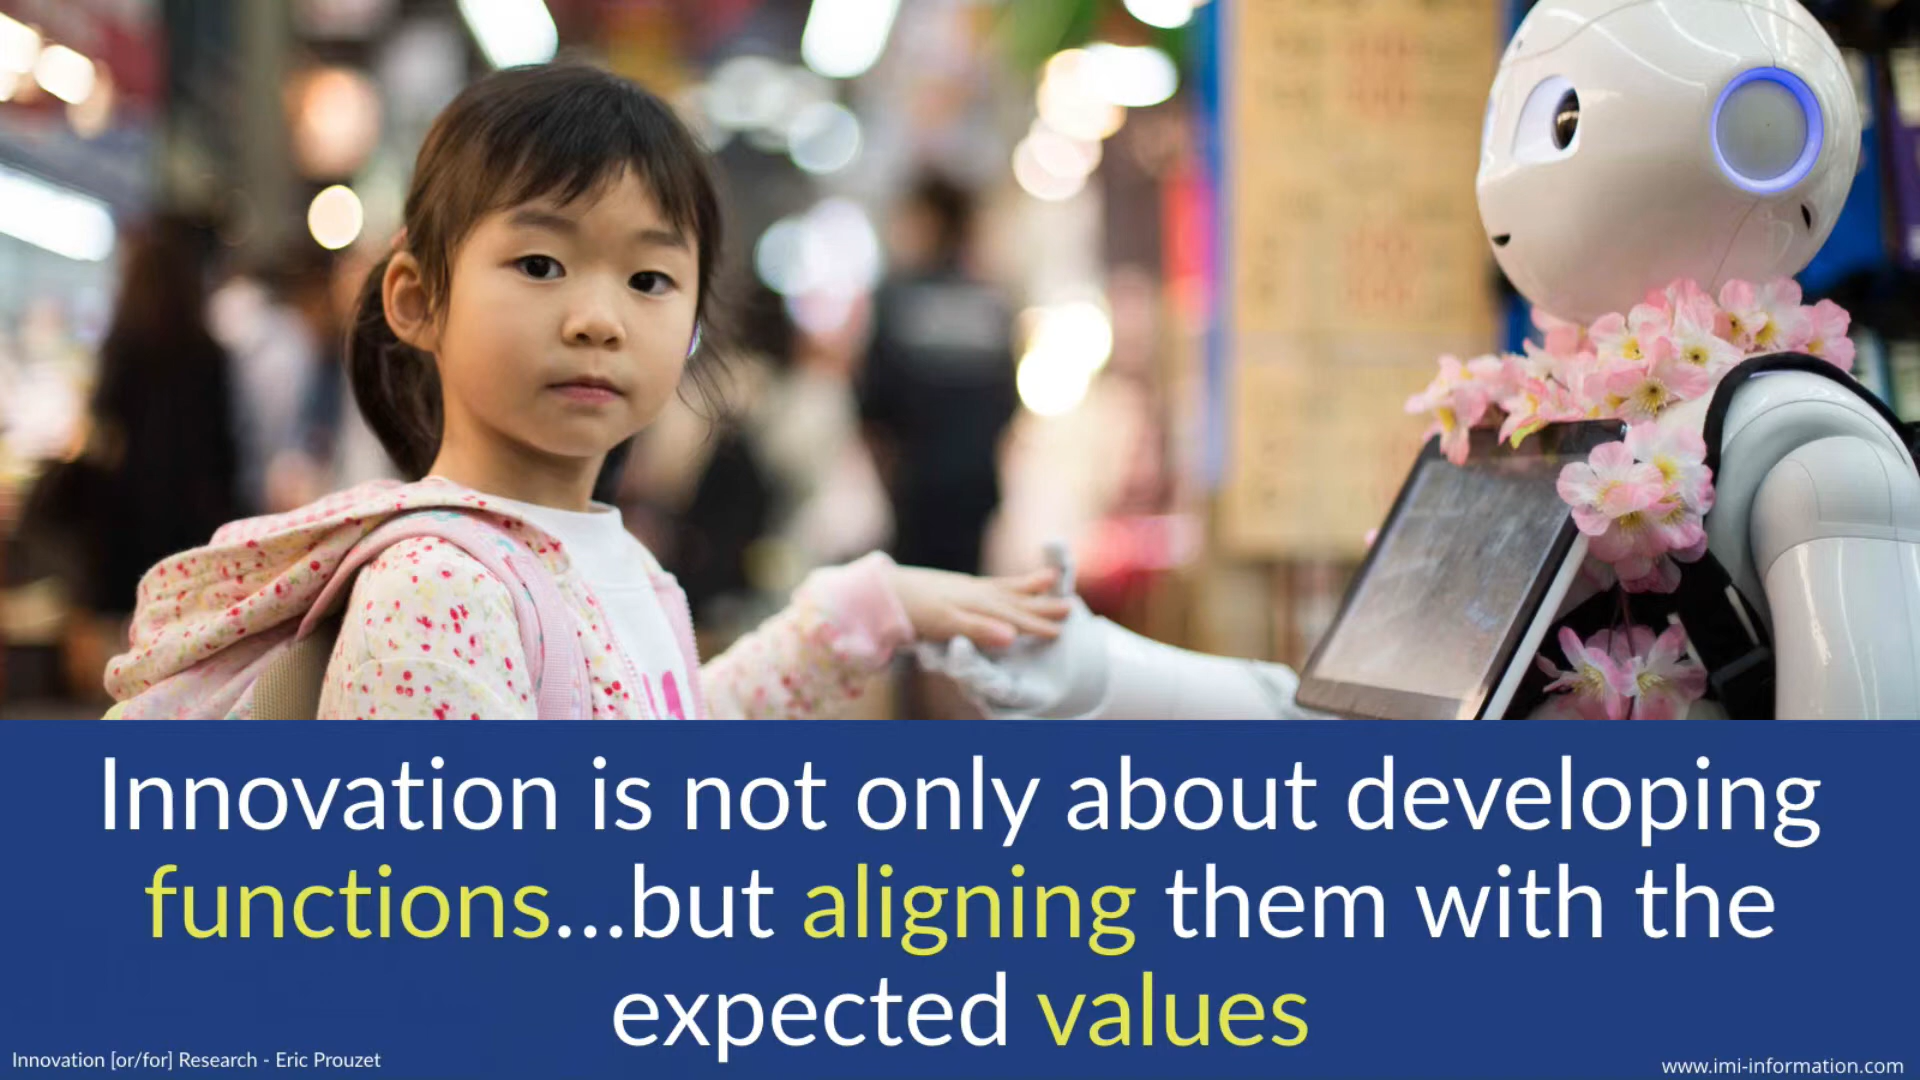 Innovation is not only about developing
functions...but aligning them with the
expected values
Innovation [or/for] Research - Eric Prouzet
www.imi-information.com